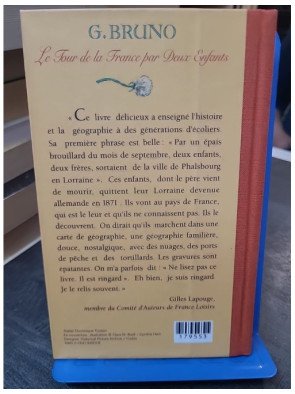 G. BRUNO
Le Tour de la France par Deux Enfants
« Ce livre délicieux a enseigné l'histoire
et la géographie à des générations d'écoliers.
Sa première phrase est belle : « Par un épais
brouillard du mois de septembre, deux enfants,
deux frères, sortaient de la ville de Phalsbourg
en Lorraine ». Ces enfants, dont le père vient
de mourir, quittent leur Lorraine devenue
allemande en 1871. Ils vont au pays de France,
qui est le leur et qu'ils ne connaissent pas. Ils le
découvrent. On dirait qu'ils marchent dans une
carte de géographie, une géographie familière,
douce, nostalgique, avec des nuages, des ports
de pêche et des tortillards. Les gravures sont
épatantes. On m'a parfois dit : « Ne lisez pas ce
livre. Il est ringard ». Eh bien, je suis ringard.
Je le relis souvent. »
Gilles Lapouge,
membre du Comité d'Auteurs de France Loisirs
179553